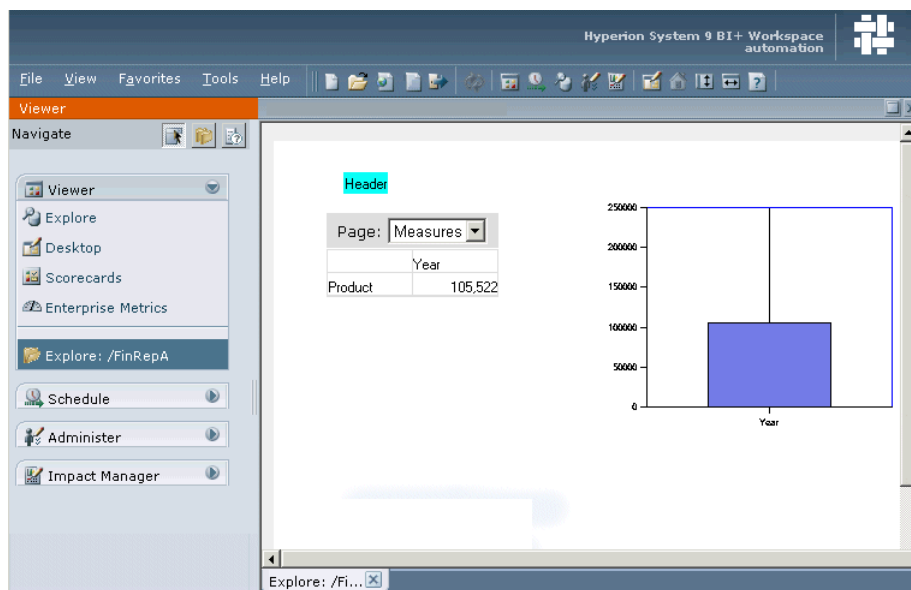 Hyperion System 9 BI+ Workspace
automation
File View Favorites Tools Help
Viewer
Navigate
Viewer
Explore
Desktop
Scorecards
Enterprise Metrics
Explore: /FinRepA
Schedule
Administer
Impact Manager
Header
Page: Measures
Year
Product 105,522
250000
200000
150000
100000
50000
0
Year
Explore: /Fi...